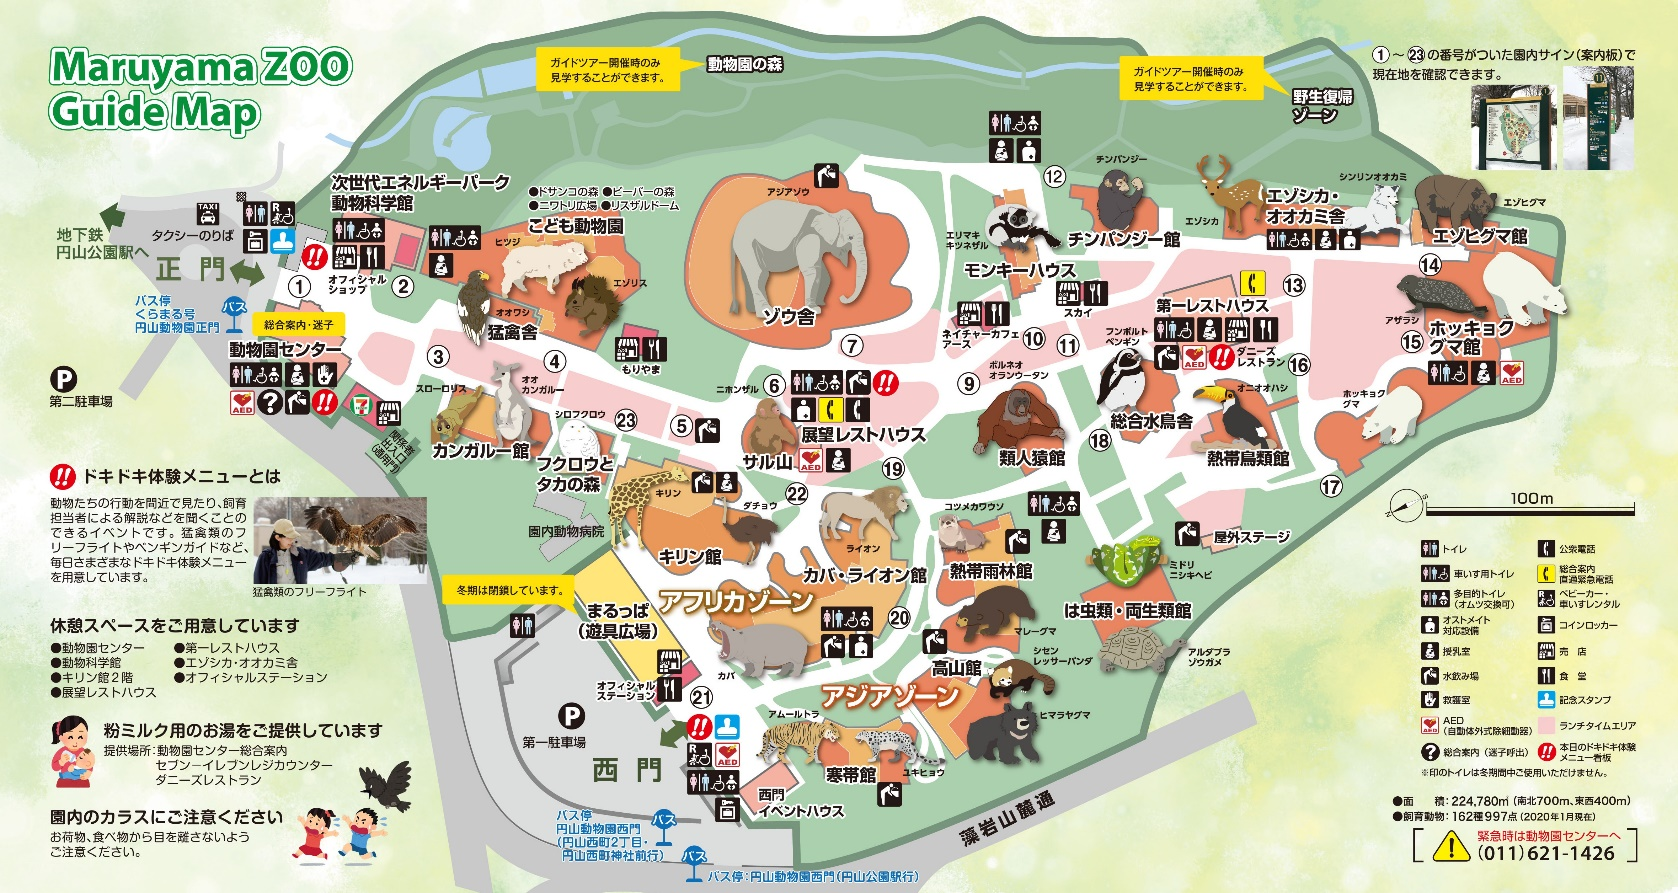 Maruyama ZOO
Guide Map
ガイドツアー開催時のみ
見学することができます。
動物園の森
ガイドツアー開催時のみ
見学することができます。
野生復帰
ゾーン
①～㉓の番号がついた園内サイン(案内板)で
現在地を確認できます。
地下鉄
円山公園駅へ
TAXI
タクシーのりば
正門
バス停
くらまる号
円山動物園正門
バス
次世代エネルギーパーク
動物科学館
オフィシャル
ショップ
①
②
●ドサンコの森 ●ビーバーの森
●ニワトリ広場 ●リスザルドーム
こども動物園
ヒツジ
エゾリス
オオワシ
猛禽舎
総合案内・迷子
動物園センター
AED
関係者
出入口
(通用門)
P
第二駐車場
③
④
もりやま
スローロリス
オオ
カンガルー
カンガルー館
シロフクロウ
フクロウと
タカの森
㉓
⑤
アジアゾウ
ゾウ舎
⑦
ニホンザル
⑥
サル山
AED
展望レストハウス
エリマキ
キツネザル
モンキーハウス
⑫
チンパンジー
チンパンジー館
エゾシカ
エゾシカ・
オオカミ舎
シンリンオオカミ
エゾヒグマ
エゾヒグマ館
⑭
⑬
ネイチャーカフェ
アース
⑩
スカイ
⑪
第一レストハウス
AED
ダニーズ
レストラン
⑯
フンボルト
ペンギン
総合水鳥舎
⑱
オニオオハシ
熱帯鳥類館
アザラシ
ホッキョク
グマ館
⑮
AED
ホッキョク
グマ
⑰
⑨
ボルネオ
オランウータン
類人猿館
⑲
㉒
キリン
ダチョウ
キリン館
園内動物病院
ライオン
カバ・ライオン館
アフリカゾーン
⑳
カバ
コツメカワウソ
熱帯雨林館
屋外ステージ
ミドリ
ニシキヘビ
は虫類・両生類館
アルダブラ
ゾウガメ
マレーグマ
高山館
シセン
レッサーパンダ
ヒマラヤグマ
アジアゾーン
アムールトラ
ユキヒョウ
寒帯館
冬期は閉鎖しています。
まるっぱ
(遊具広場)
オフィシャル
ステーション
㉑
AED
P
第一駐車場
西門
西門
イベントハウス
バス停
円山動物園西門
(円山西町2丁目・
円山西町神社前行)
バス
バス
バス停:円山動物園西門(円山公園駅行)
藻岩山麓通
ドキドキ体験メニューとは
動物たちの行動を間近で見たり、飼育
担当者による解説などを聞くことの
できるイベントです。猛禽類のフ
リーフライトやペンギンガイドなど、
毎日さまざまなドキドキ体験メニュー
を用意しています。
猛禽類のフリーフライト
休憩スペースをご用意しています
●動物園センター ●第一レストハウス
●動物科学館 ●エゾシカ・オオカミ舎
●キリン館2階 ●オフィシャルステーション
●展望レストハウス
粉ミルク用のお湯をご提供しています
提供場所:動物園センター総合案内
セブン-イレブンレジカウンター
ダニーズレストラン
園内のカラスにご注意ください
お荷物、食べ物から目を離さないよう
ご注意ください。
100m
トイレ
車いす用トイレ
多目的トイレ
(オムツ交換可)
オストメイト
対応設備
授乳室
水飲み場
救護室
AED
(自動体外式除細動器)
総合案内(迷子呼出)
公衆電話
総合案内
直通緊急電話
ベビーカー・
車いすレンタル
コインロッカー
売店
食堂
記念スタンプ
ランチタイムエリア
本日のドキドキ体験
メニュー看板
※印のトイレは冬期間中ご使用いただけません。
●面積:224,780㎡(南北700m、東西400m)
●飼育動物:162種997点(2020年1月現在)
緊急時は動物園センターへ
(011)621-1426